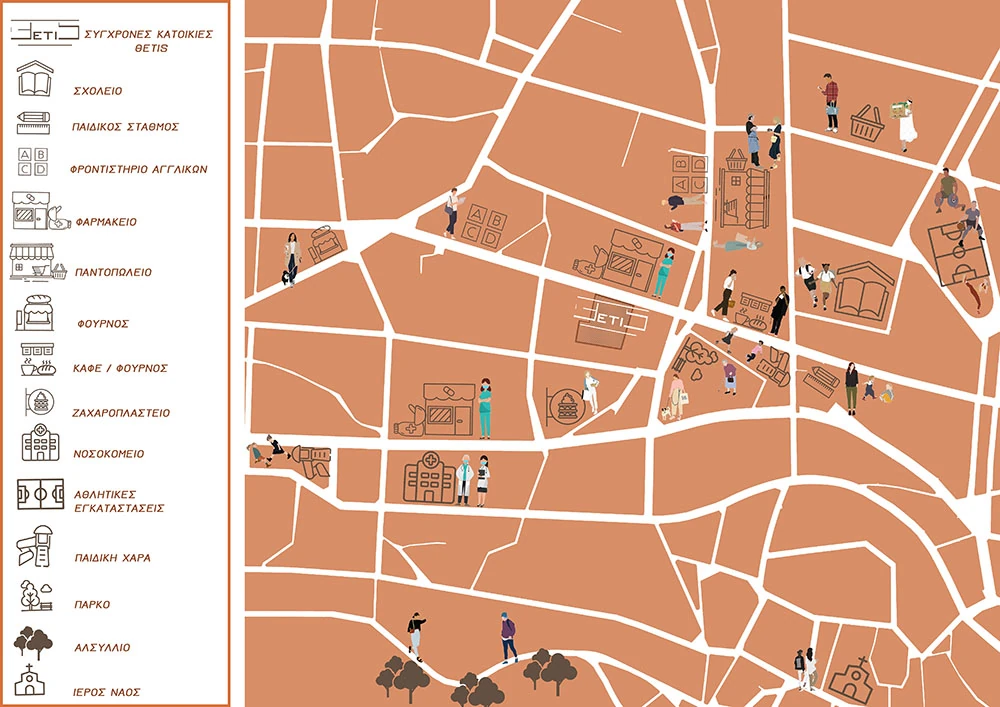 ΘETIS
ΣΥΓΧΡΟΝΕΣ ΚΑΤΟΙΚΙΕΣ
ΘETIS
ΣΧΟΛΕΙΟ
ΠΑΙΔΙΚΟΣ ΣΤΑΘΜΟΣ
A B
C D
ΦΡΟΝΤΙΣΤΗΡΙΟ ΑΓΓΛΙΚΩΝ
ΦΑΡΜΑΚΕΙΟ
ΠΑΝΤΟΠΩΛΕΙΟ
ΦΟΥΡΝΟΣ
ΚΑΦΕ / ΦΟΥΡΝΟΣ
ΖΑΧΑΡΟΠΛΑΣΤΕΙΟ
ΝΟΣΟΚΟΜΕΙΟ
ΑΘΛΗΤΙΚΕΣ
ΕΓΚΑΤΑΣΤΑΣΕΙΣ
ΠΑΙΔΙΚΗ ΧΑΡΑ
ΠΑΡΚΟ
ΑΛΣΥΛΛΙΟ
ΙΕΡΟΣ ΝΑΟΣ
A B
C D
A B
C D
ΘETIS